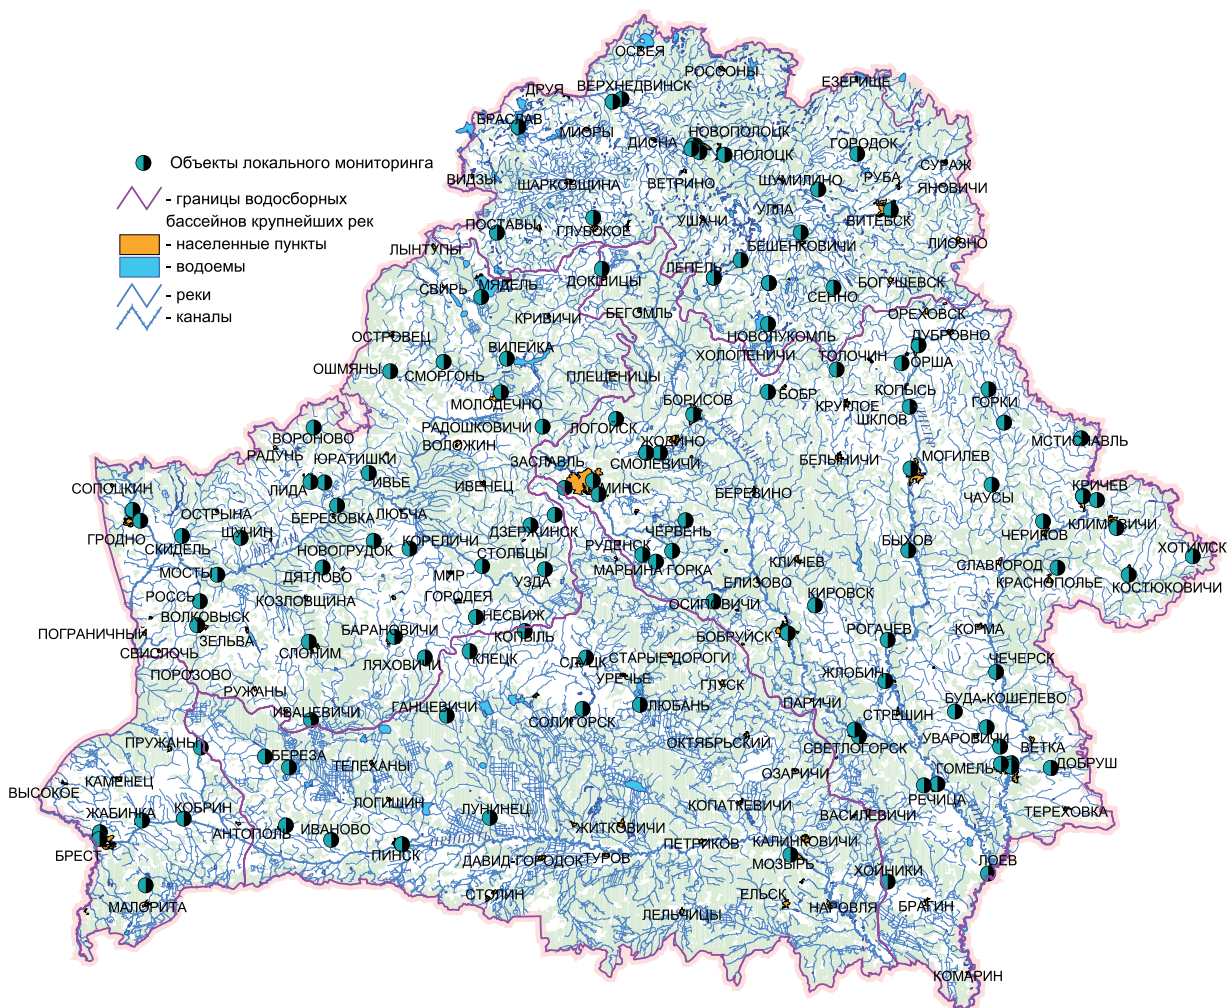 ОСВЕЯ
РОССОНЫ
ЕЗЕРИЩЕ
ДРУЯ
ВЕРХНЕДВИНСК
БРАСЛАВ
МИОРЫ
ДИСНА
НОВОПОЛОЦК
ПОЛОЦК
ГОРОДОК
СУРАЖ
Объекты локального мониторинга
ВИДЗЫ
ШАРКОВЩИНА
ВЕТРИНО
ШУМИЛИНО
РУБА
ЯНОВИЧИ
- границы водосборных
бассейнов крупнейших рек
ПОСТАВЫ
ГЛУБОКОЕ
УШАЧИ
УЛЛА
ВИТЕБСК
- населенные пункты
ЛЫНТУПЫ
БЕШЕНКОВИЧИ
ЛИОЗНО
- водоемы
ДОКШИЦЫ
ЛЕПЕЛЬ
СВИРЬ
МЯДЕЛЬ
СЕННО
БОГУШЕВСК
- реки
- каналы
КРИВИЧИ
БЕГОМЛЬ
ОРЕХОВСК
ОСТРОВЕЦ
ВИЛЕЙКА
НОВОЛУКОМЛЬ
ДУБРОВНО
ХОЛОПЕНИЧИ
ТОЛОЧИН
ОРША
ОШМЯНЫ
СМОРГОНЬ
ПЛЕЩЕНИЦЫ
БОБР
КОПЫСЬ
МОЛОДЕЧНО
БОРИСОВ
КРУГЛОЕ
ГОРКИ
РАДОШКОВИЧИ
ЛОГОЙСК
ШКЛОВ
ВОРОНОВО
ВОЛОЖИН
ЖОДИНО
МСТИСЛАВЛЬ
РАДУНЬ
ЮРАТИШКИ
ЗАСЛАВЛЬ
СМОЛЕВИЧИ
БЕЛЫНИЧИ
МОГИЛЕВ
СОПОЦКИН
ЛИДА
ИВЬЕ
ИВЕНЕЦ
МИНСК
БЕРЕЗИНО
ЧАУСЫ
КРИЧЕВ
ОСТРЫНА
БЕРЕЗОВКА
ЛЮБЧА
ГРОДНО
ЩУЧИН
ДЗЕРЖИНСК
ЧЕРВЕНЬ
ЧЕРИКОВ
КЛИМОВИЧИ
СКИДЕЛЬ
НОВОГРУДОК
КОРЕЛИЧИ
СТОЛБЦЫ
РУДЕНСК
БЫХОВ
ХОТИМСК
МОСТЫ
ДЯТЛОВО
МИР
УЗДА
МАРЬИНА ГОРКА
КЛИЧЕВ
СЛАВГОРОД
КРАСНОПОЛЬЕ
КОСТЮКОВИЧИ
РОССЬ
КОЗЛОВЩИНА
ГОРОДЕЯ
ЕЛИЗОВО
ОСИПОВИЧИ
КИРОВСК
ВОЛКОВЫСК
НЕСВИЖ
ПОГРАНИЧНЫЙ
ЗЕЛЬВА
БАРАНОВИЧИ
КОПЫЛЬ
БОБРУЙСК
РОГАЧЕВ
КОРМА
СВИСЛОЧЬ
СЛОНИМ
ЛЯХОВИЧИ
КЛЕЦК
СЛУЦК
СТАРЫЕ ДОРОГИ
ПОРОЗОВО
УРЕЧЬЕ
ЖЛОБИН
ЧЕЧЕРСК
РУЖАНЫ
ГЛУСК
БУДА-КОШЕЛЕВО
ИВАЦЕВИЧИ
ГАНЦЕВИЧИ
СОЛИГОРСК
ЛЮБАНЬ
ПАРИЧИ
СТРЕШИН
ПРУЖАНЫ
БЕРЕЗА
ОКТЯБРЬСКИЙ
СВЕТЛОГОРСК
УВАРОВИЧИ
ВЕТКА
ТЕЛЕХАНЫ
ОЗАРИЧИ
ГОМЕЛЬ
ДОБРУШ
КАМЕНЕЦ
ВЫСОКОЕ
ЛОГИШИН
РЕЧИЦА
ЖАБИНКА
КОБРИН
ЛУНИНЕЦ
КОПАТКЕВИЧИ
ВАСИЛЕВИЧИ
ТЕРЕХОВКА
АНТОПОЛЬ
ИВАНОВО
ЖИТКОВИЧИ
ПЕТРИКОВ
КАЛИНКОВИЧИ
БРЕСТ
ПИНСК
ДАВИД-ГОРОДОК
ТУРОВ
МОЗЫРЬ
ХОЙНИКИ
ЛОЕВ
МАЛОРИТА
СТОЛИН
ЕЛЬСК
НАРОВЛЯ
БРАГИН
ЛЕЛЬЧИЦЫ
КОМАРИН